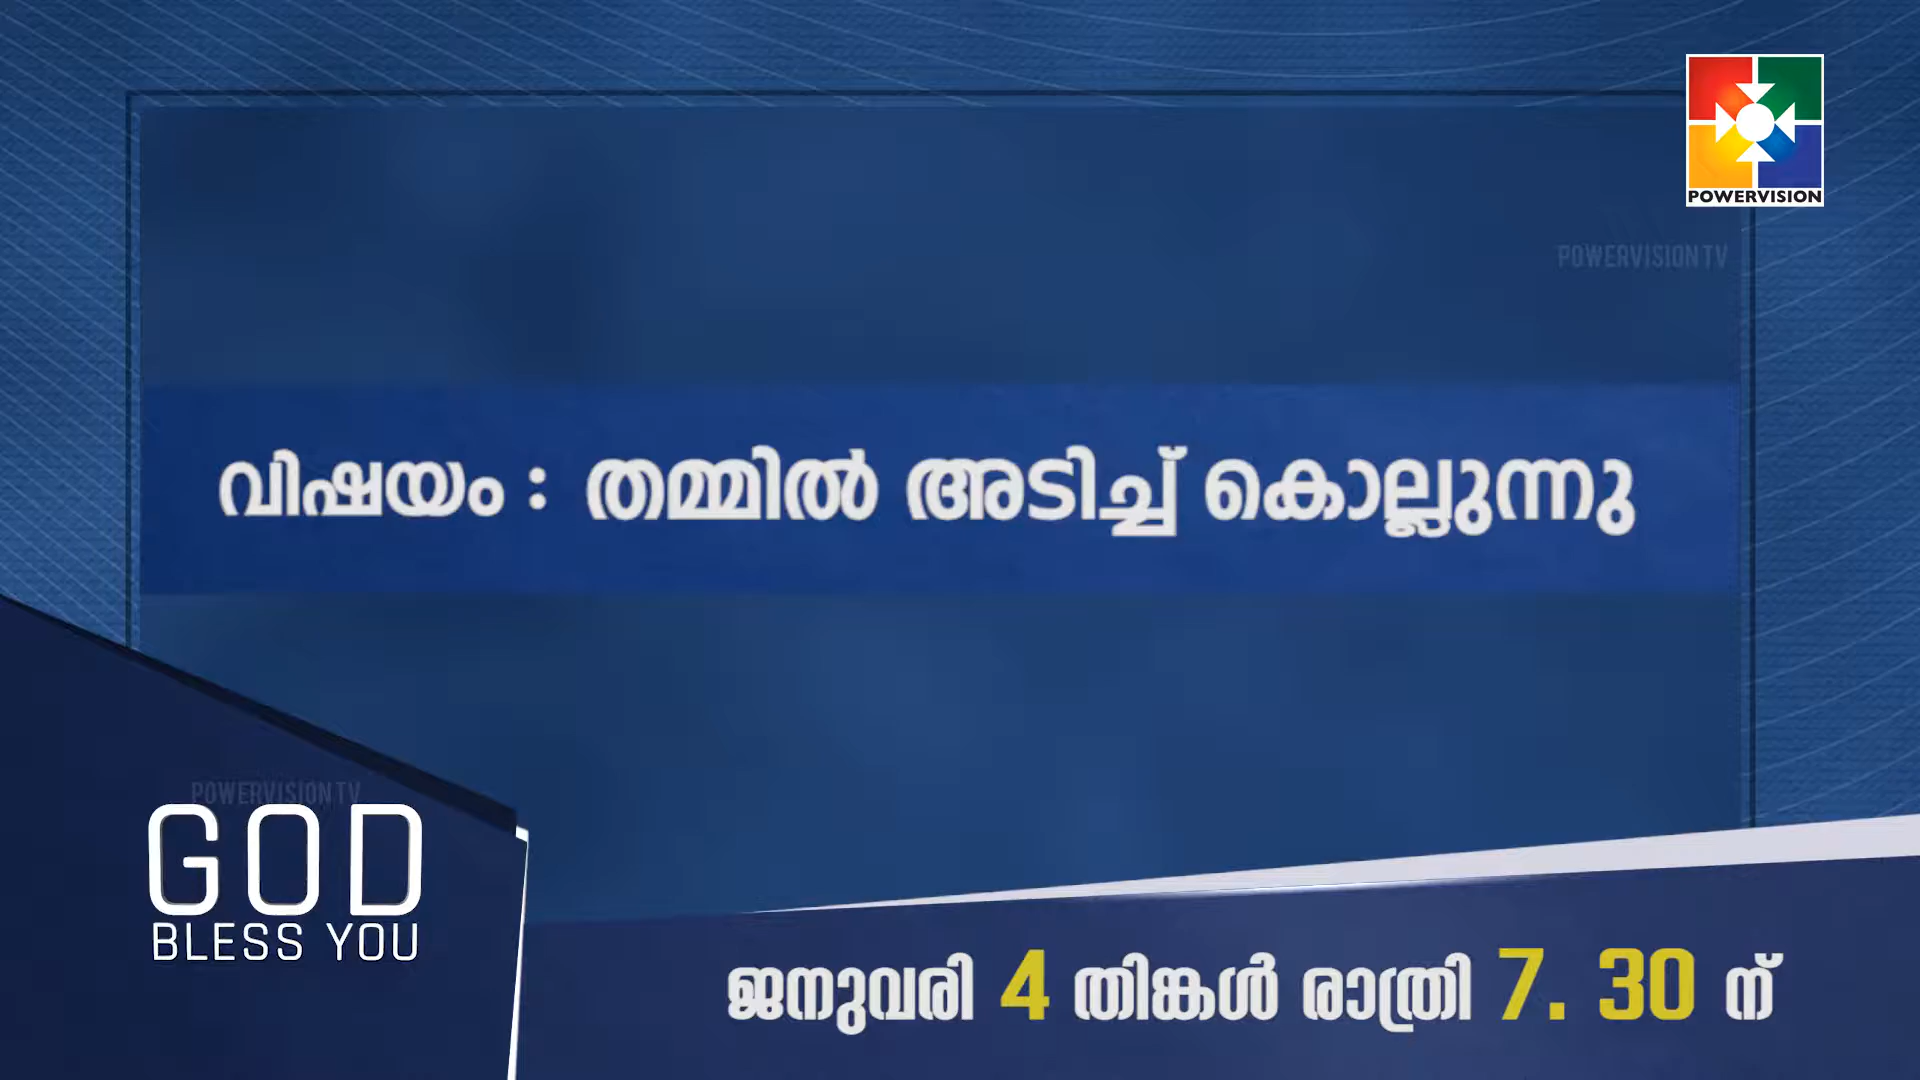 POWERVISION
POWERVISION TV
വിഷയം : തമ്മിൽ അടിച്ച് കൊല്ലുന്നു
POWERVISION TV
GOD
BLESS YOU
ജനുവരി 4 തിങ്കൾ രാത്രി 7. 30 ന്